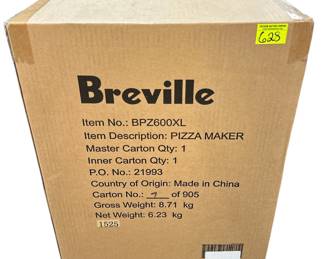 628
Breville
Item No.: BPZ600XL
Item Description: PIZZA MAKER
Master Carton Qty: 1
Inner Carton Qty: 1
P.O. No.: 21993
Country of Origin: Made in China
Carton No.: 9 of 905
Gross Weight: 8.71 kg
Net Weight: 6.23 kg
1525